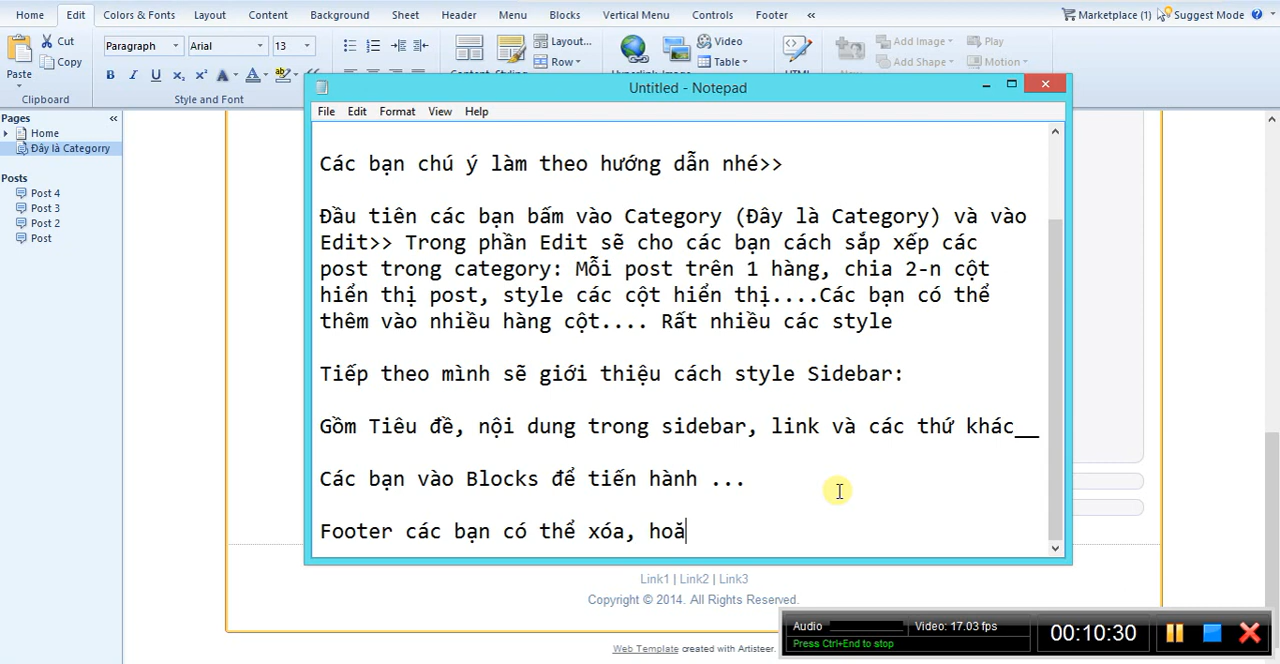 Home Edit Colors & Fonts Layout Content Background Sheet Header Menu Blocks Vertical Menu Controls Footer « Marketplace (1) Suggest Mode
Cut Paragraph Arial Layout... Video Add Image Play
Copy Row Table Add Shape Motion
Paste
Clipboard Style and Font
Untitled - Notepad
File Edit Format View Help
Pages «
Home
Đây là Categorry
Posts
Post 4
Post 3
Post 2
Post
Các bạn chú ý làm theo hướng dẫn nhé>>
Đầu tiên các bạn bấm vào Category (Đây là Category) và vào
Edit>> Trong phần Edit sẽ cho các bạn cách sắp xếp các
post trong category: Mỗi post trên 1 hàng, chia 2-n cột
hiển thị post, style các cột hiển thị....Các bạn có thể
thêm vào nhiều hàng cột.... Rất nhiều các style
Tiếp theo mình sẽ giới thiệu cách style Sidebar:
Gồm Tiêu đề, nội dung trong sidebar, link và các thứ khác__
Các bạn vào Blocks để tiến hành ...
Footer các bạn có thể xóa, hoă
Link1 | Link2 | Link3
Copyright © 2014. All Rights Reserved.
Web Template created with Artisteer.
Audio Video: 17.03 fps
Press Ctrl+End to stop
00:10:30